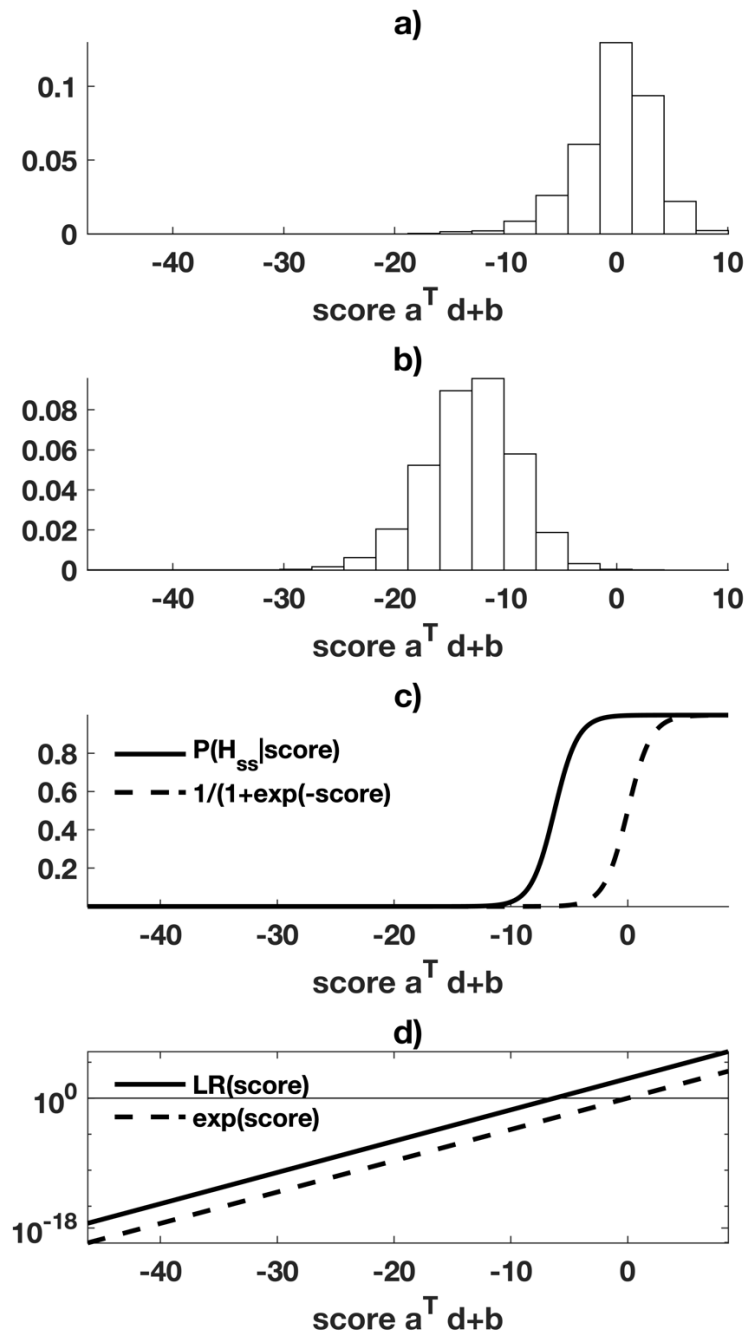 a)
0.1
0.05
0
-40 -30 -20 -10 0 10
score a^T d+b
b)
0.08
0.06
0.04
0.02
0
-40 -30 -20 -10 0 10
score a^T d+b
c)
0.8
0.6
0.4
0.2
P(H_ss|score)
1/(1+exp(-score)
-40 -30 -20 -10 0
score a^T d+b
d)
LR(score)
10^0
exp(score)
10^-18
-40 -30 -20 -10 0
score a^T d+b